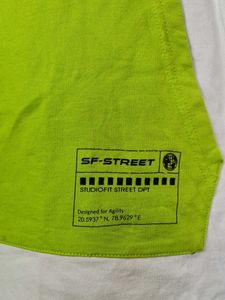 SF-STREET
STUDIOFIT STREET DPT
Designed for Agility
20.5937° N, 78.9629° E